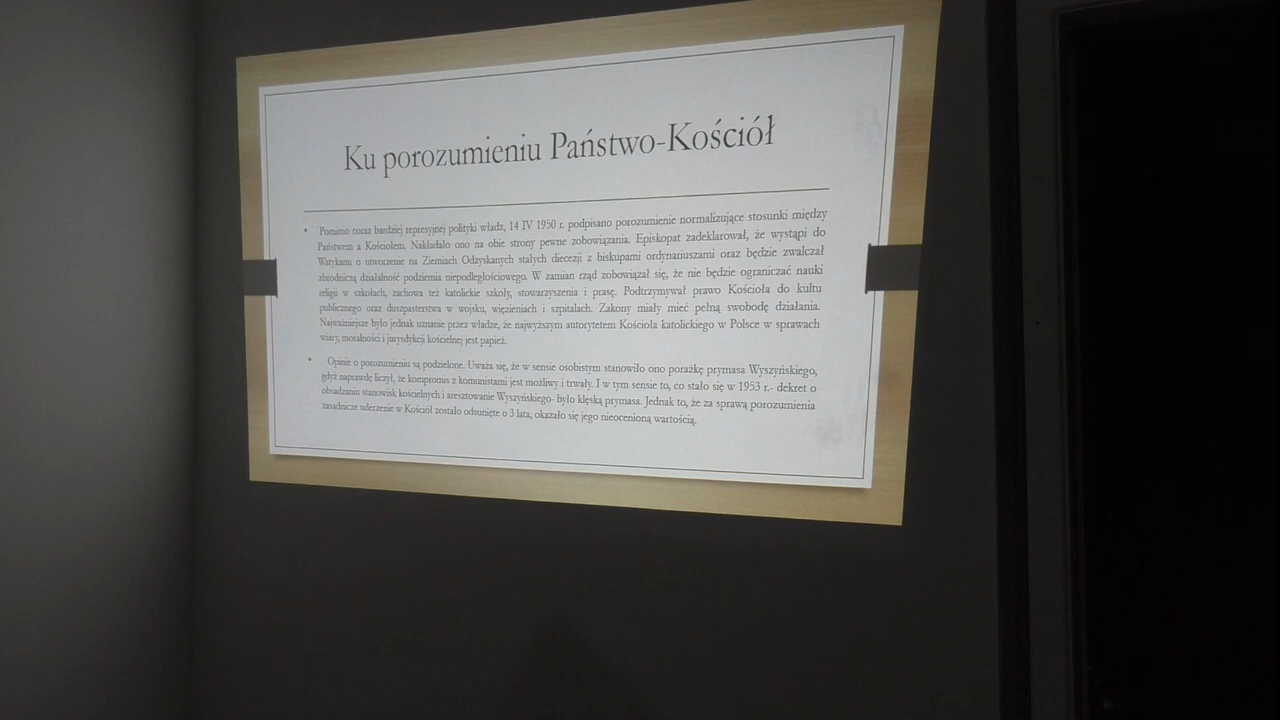 Ku porozumieniu Państwo-Kościół
• Pomimo coraz bardziej represyjnej polityki władz, 14 IV 1950 r. podpisano porozumienie normalizujące stosunki między
Państwem a Kościołem. Nakładało ono na obie strony pewne zobowiązania. Episkopat zadeklarował, że wystąpi do
Watykanu o utworzenie na Ziemiach Odzyskanych stałych diecezji z biskupami ordynariuszami oraz będzie zwalczał
zbrodniczą działalność podziemia niepodległościowego. W zamian rząd zobowiązał się, że nie będzie ograniczać nauki
religii w szkołach, zachowa też katolickie szkoły, stowarzyszenia i prasę. Podtrzymywał prawo Kościoła do kultu
publicznego oraz duszpasterstwa w wojsku, więzieniach i szpitalach. Zakony miały mieć pełną swobodę działania.
Najważniejsze było jednak uznanie przez władze, że najwyższym autorytetem Kościoła katolickiego w Polsce w sprawach
wiary, moralności i jurysdykcji kościelnej jest papież.
• Opinie o porozumieniu są podzielone. Uważa się, że w sensie osobistym stanowiło ono porażkę prymasa Wyszyńskiego,
gdyż naprawdę liczył, że kompromis z komunistami jest możliwy i trwały. I w tym sensie to, co stało się w 1953 r.- dekret o
obsadzaniu stanowisk kościelnych i aresztowanie Wyszyńskiego- było klęską prymasa. Jednak to, że za sprawą porozumienia
zasadnicze uderzenie w Kościół zostało odsunięte o 3 lata, okazało się jego nieocenioną wartością.